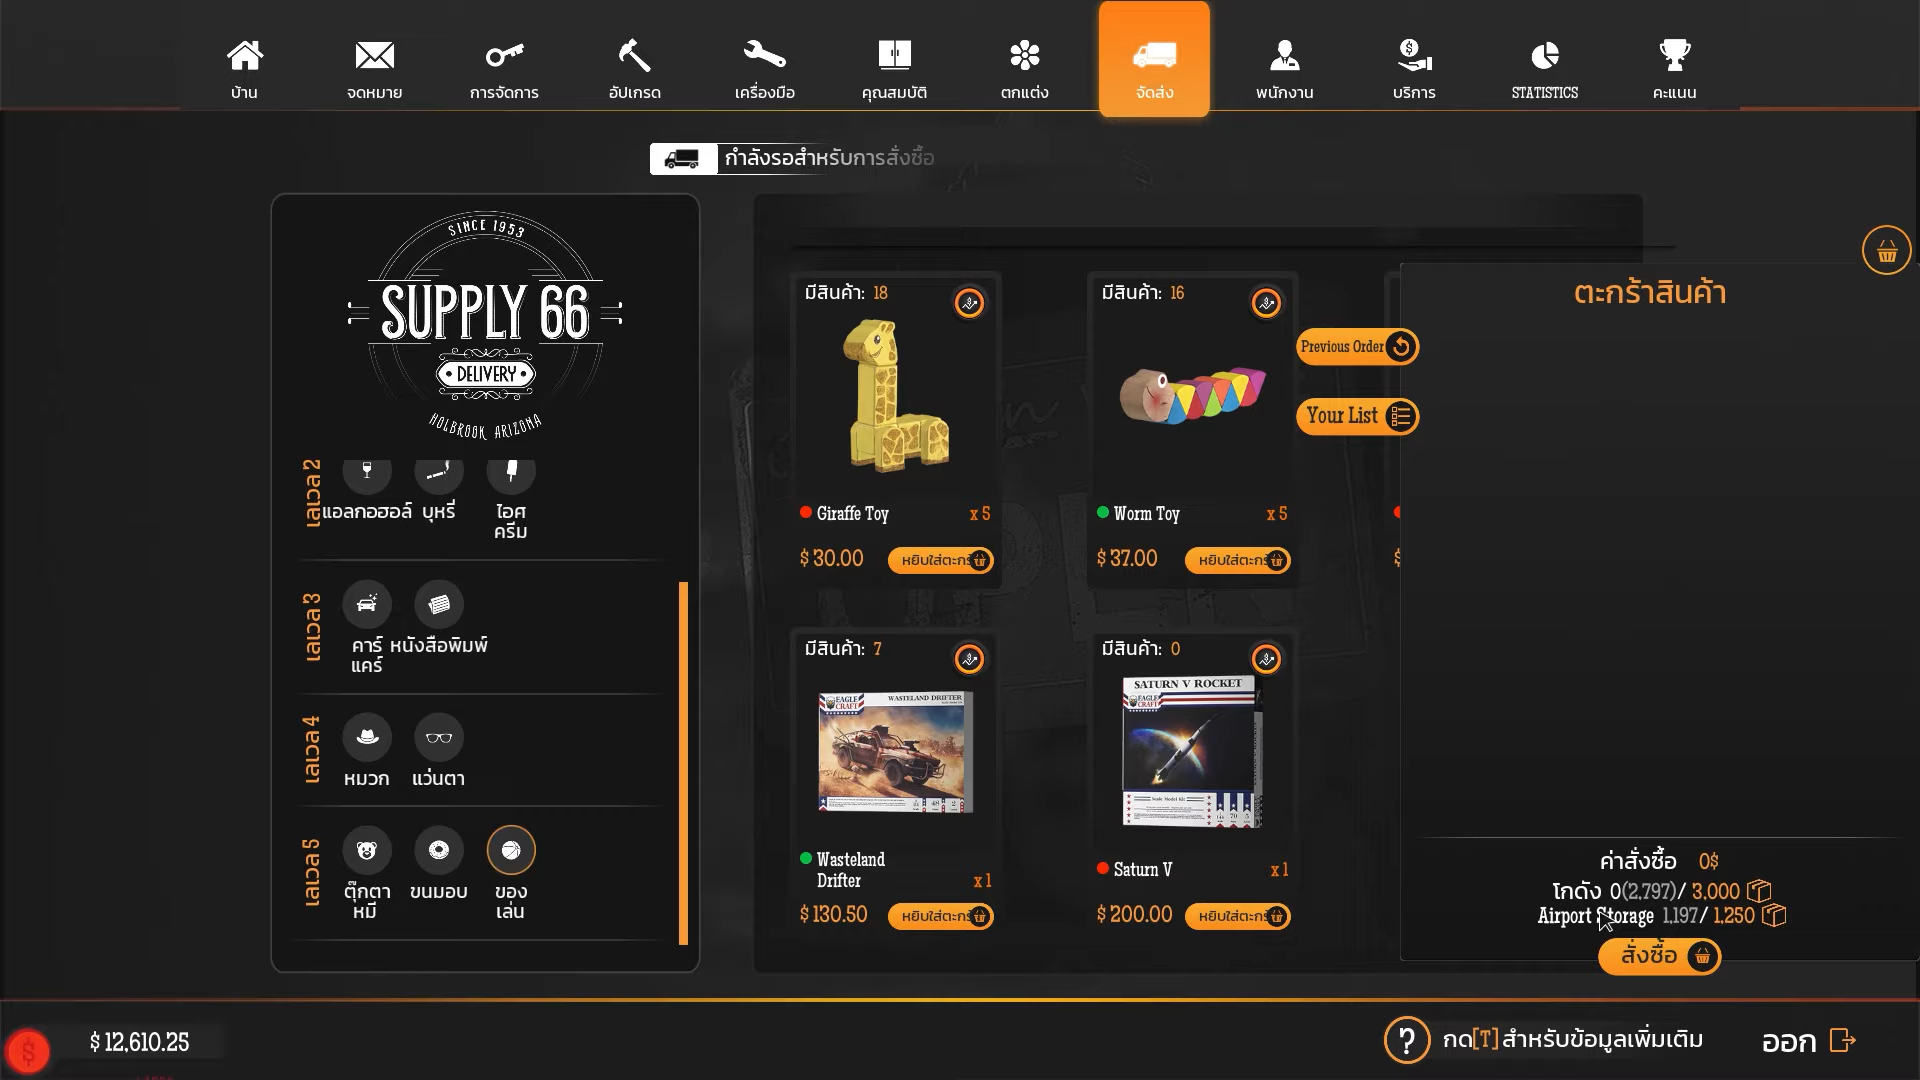 บ้าน
จดหมาย
การจัดการ
อัปเกรด
เครื่องมือ
คุณสมบัติ
ตกแต่ง
จัดส่ง
พนักงาน
บริการ
STATISTICS
คะแนน
กำลังรอสำหรับการสั่งซื้อ
SINCE 1953
SUPPLY 66
DELIVERY
HOLBROOK ARIZONA
เลเวล 2
แอลกอฮอล์
บุหรี่
ไอศ
ครีม
เลเวล 3
คาร์
แคร์
หนังสือพิมพ์
เลเวล 4
หมวก
แว่นตา
เลเวล 5
ตุ๊กตา
หมี
ขนมอบ
ของ
เล่น
มีสินค้า: 18
Giraffe Toy x 5
$ 30.00 หยิบใส่ตะกร้
มีสินค้า: 16
Worm Toy x 5
$ 37.00 หยิบใส่ตะกร้
มีสินค้า: 7
EAGLE CRAFT
WASTELAND DRIFTER
Wasteland
Drifter x 1
$ 130.50 หยิบใส่ตะกร้
มีสินค้า: 0
SATURN V ROCKET
EAGLE CRAFT
Scale Model Kit
Saturn V x 1
$ 200.00 หยิบใส่ตะกร้
$
Previous Order
Your List
ตะกร้าสินค้า
ค่าสั่งซื้อ 0$
โกดัง 0(2,797)/ 3,000
Airport Storage 1,197/ 1,250
สั่งซื้อ
$ 12,610.25
? กด[T]สำหรับข้อมูลเพิ่มเติม
ออก